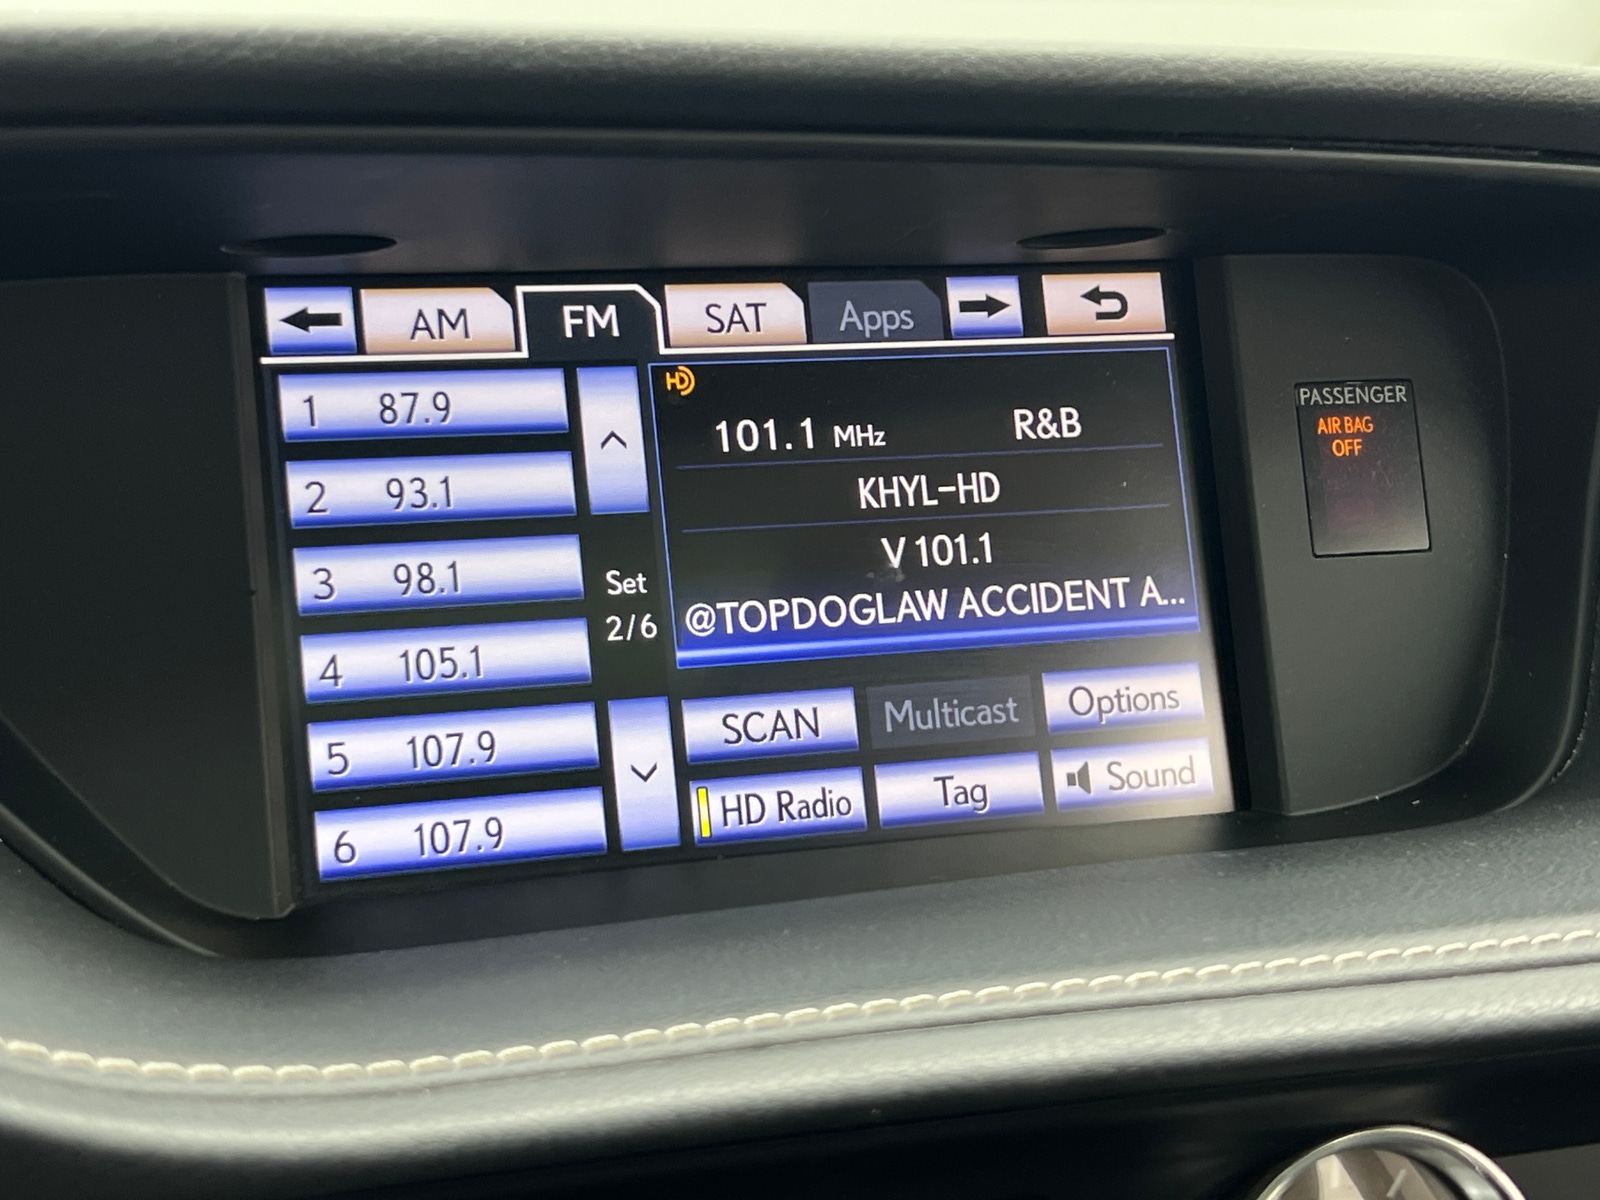 AM FM SAT Apps
1 87.9
2 93.1
3 98.1
4 105.1
5 107.9
6 107.9
Set
2/6
HD
101.1 MHz R&B
KHYL-HD
V 101.1
@TOPDOGLAW ACCIDENT A...
SCAN Multicast Options
HD Radio Tag Sound
PASSENGER
AIR BAG
OFF